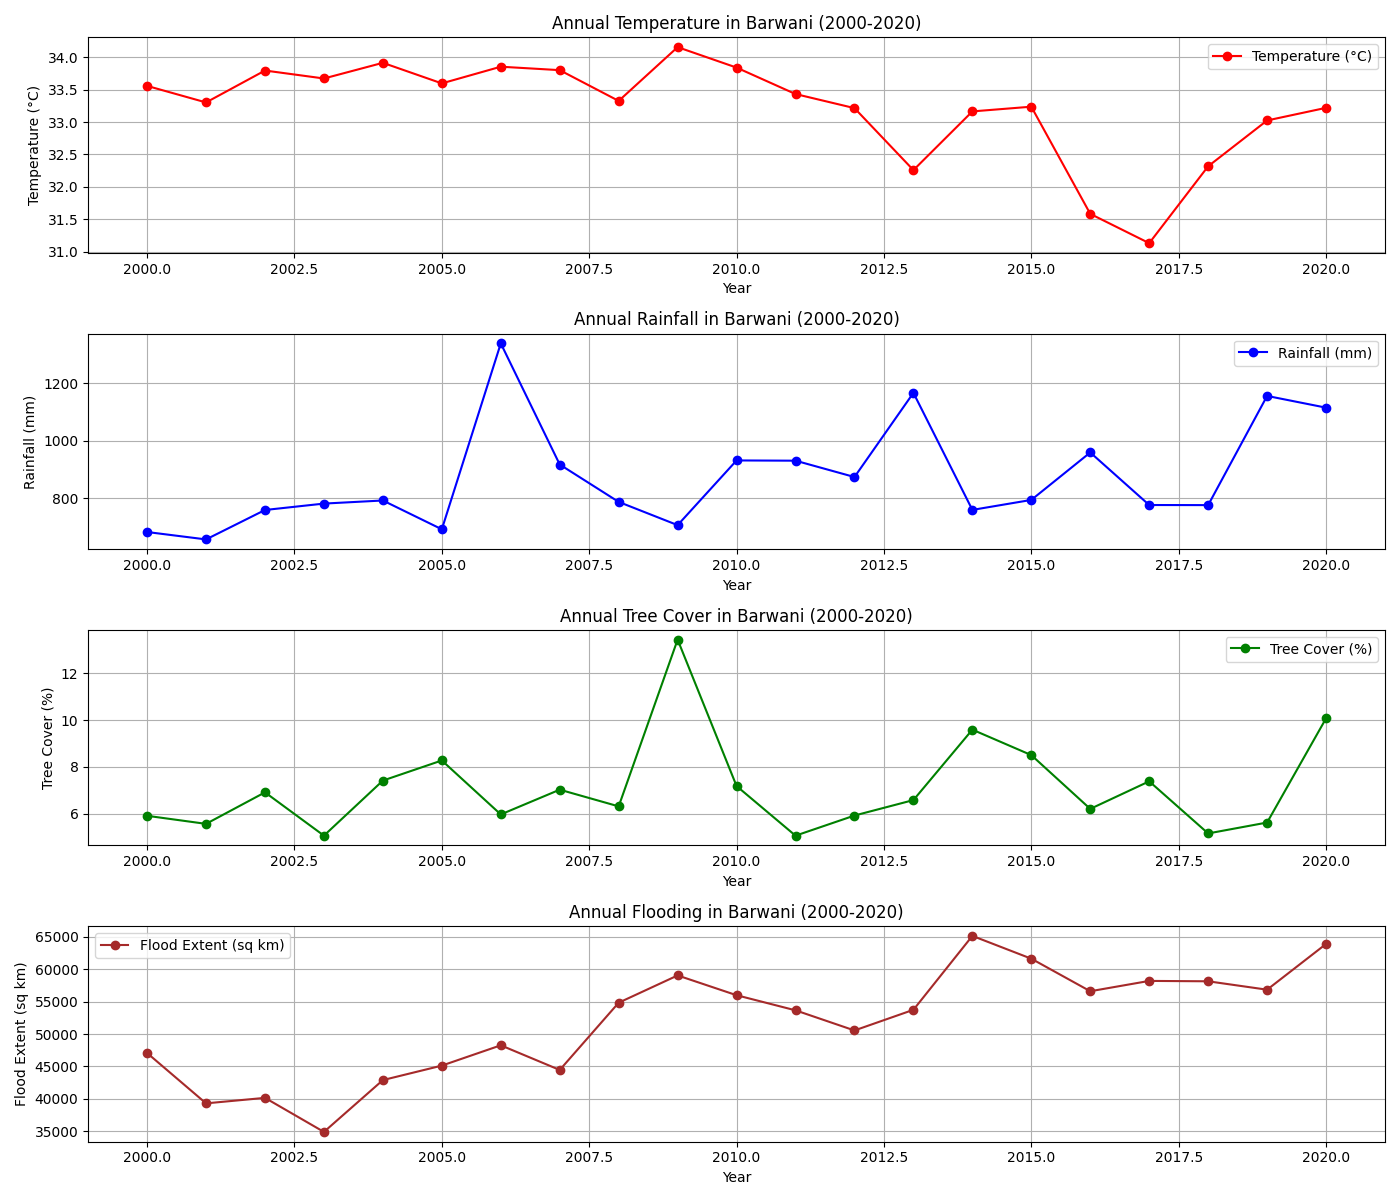 Annual Temperature in Barwani (2000-2020)
Temperature (°C)
34.0
33.5
33.0
32.5
32.0
31.5
31.0
Temperature (°C)
2000.0 2002.5 2005.0 2007.5 2010.0 2012.5 2015.0 2017.5 2020.0
Year
Annual Rainfall in Barwani (2000-2020)
Rainfall (mm)
1200
1000
800
Rainfall (mm)
2000.0 2002.5 2005.0 2007.5 2010.0 2012.5 2015.0 2017.5 2020.0
Year
Annual Tree Cover in Barwani (2000-2020)
Tree Cover (%)
12
10
8
6
Tree Cover (%)
2000.0 2002.5 2005.0 2007.5 2010.0 2012.5 2015.0 2017.5 2020.0
Year
Annual Flooding in Barwani (2000-2020)
Flood Extent (sq km)
65000
60000
55000
50000
45000
40000
35000
Flood Extent (sq km)
2000.0 2002.5 2005.0 2007.5 2010.0 2012.5 2015.0 2017.5 2020.0
Year